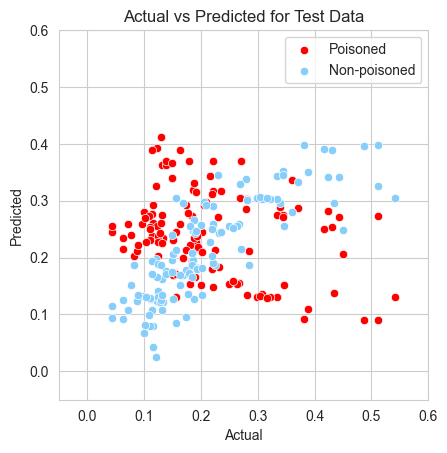 Actual vs Predicted for Test Data
Poisoned
Non-poisoned
Predicted
0.6
0.5
0.4
0.3
0.2
0.1
0.0
0.0 0.1 0.2 0.3 0.4 0.5 0.6
Actual